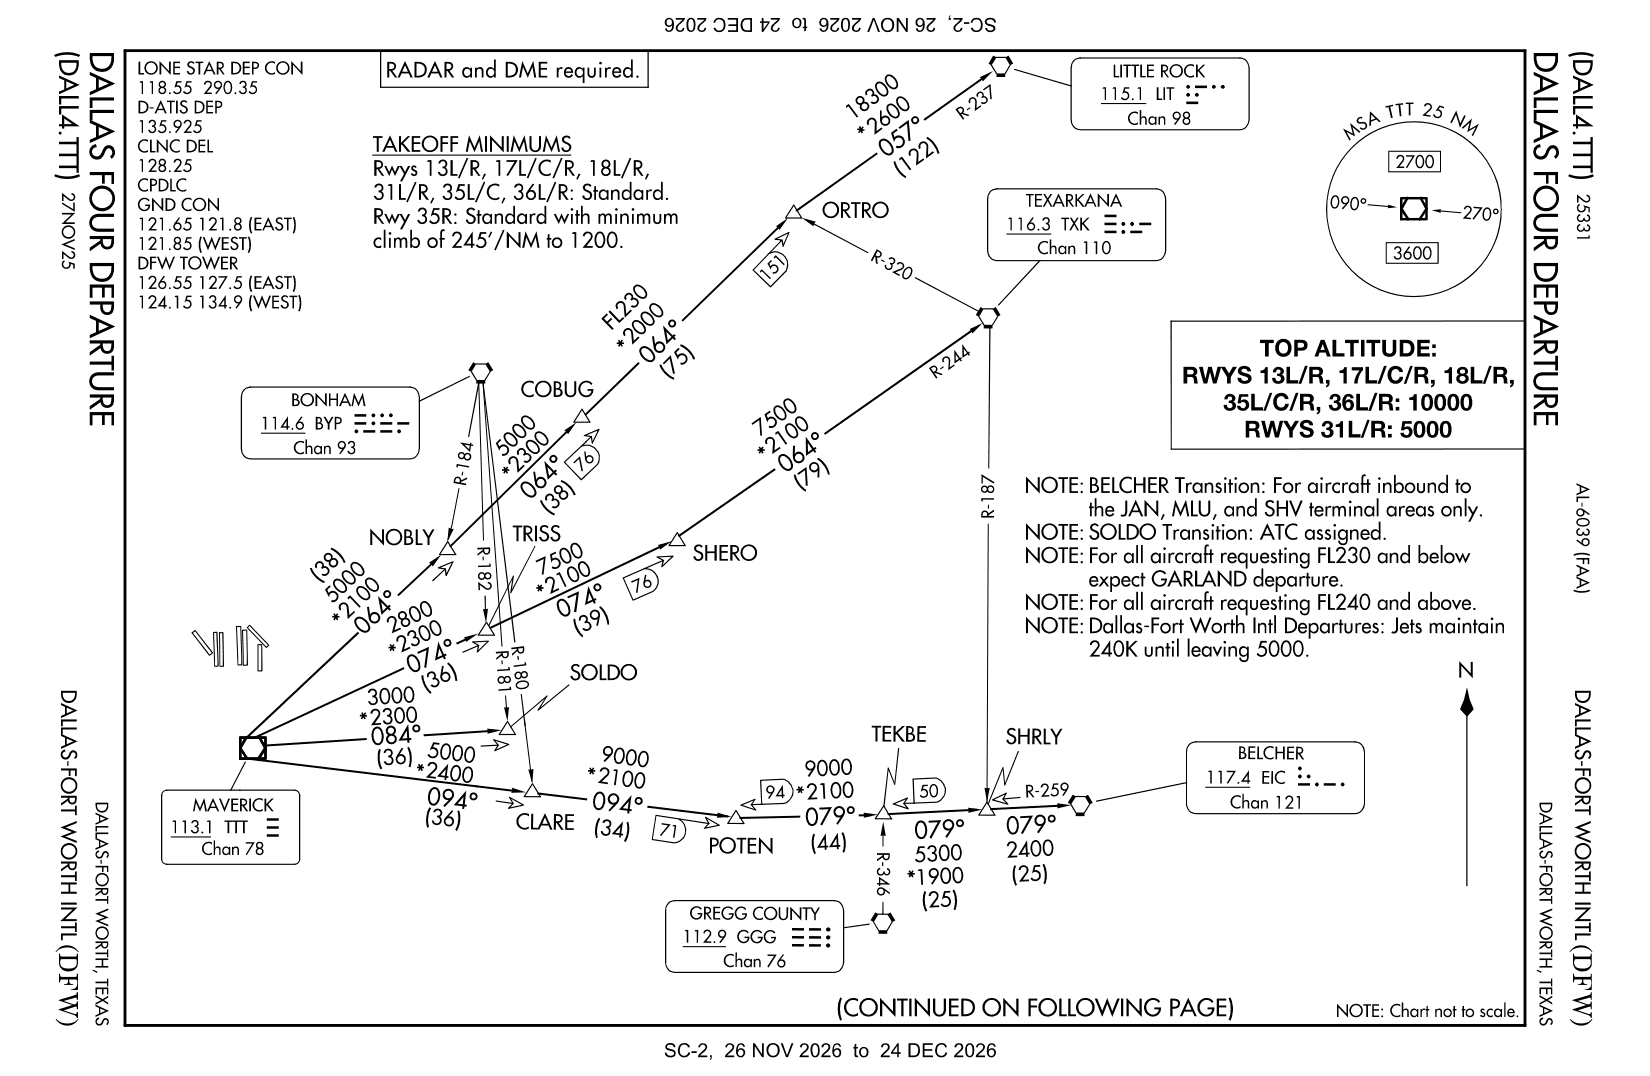 SC-2, 26 NOV 2026 to 24 DEC 2026
DALLAS FOUR DEPARTURE
(DALL4.TTT) 27NOV25
DALLAS-FORT WORTH INTL (DFW)
DALLAS-FORT WORTH, TEXAS
LONE STAR DEP CON
118.55 290.35
D-ATIS DEP
135.925
CLNC DEL
128.25
CPDLC
GND CON
121.65 121.8 (EAST)
121.85 (WEST)
DFW TOWER
126.55 127.5 (EAST)
124.15 134.9 (WEST)
RADAR and DME required.
TAKEOFF MINIMUMS
Rwys 13L/R, 17L/C/R, 18L/R,
31L/R, 35L/C, 36L/R: Standard.
Rwy 35R: Standard with minimum
climb of 245'/NM to 1200.
LITTLE ROCK
115.1 LIT
Chan 98
R-237
18300
*2600
057°
(122)
ORTRO
151
TEXARKANA
116.3 TXK
Chan 110
R-320
R-244
R-187
MSA TTT 25 NM
2700
090°
270°
3600
TOP ALTITUDE:
RWYS 13L/R, 17L/C/R, 18L/R,
35L/C/R, 36L/R: 10000
RWYS 31L/R: 5000
FL230
*2000
064°
(75)
BONHAM
114.6 BYP
Chan 93
R-184
R-182
R-181
R-180
COBUG
5000
*2300
064°
(38)
76
7500
*2100
064°
(79)
NOBLY
TRISS
SHERO
7500
*2100
074°
(39)
76
(38)
5000
*2100
064°
2800
*2300
074°
(36)
SOLDO
3000
*2300
084°
(36)
5000
*2400
094°
(36)
MAVERICK
113.1 TTT
Chan 78
CLARE
9000
*2100
094°
(34)
71
94
POTEN
9000
*2100
079°
(44)
TEKBE
50
SHRLY
R-259
079°
5300
*1900
(25)
079°
2400
(25)
R-346
GREGG COUNTY
112.9 GGG
Chan 76
BELCHER
117.4 EIC
Chan 121
NOTE: BELCHER Transition: For aircraft inbound to
the JAN, MLU, and SHV terminal areas only.
NOTE: SOLDO Transition: ATC assigned.
NOTE: For all aircraft requesting FL230 and below
expect GARLAND departure.
NOTE: For all aircraft requesting FL240 and above.
NOTE: Dallas-Fort Worth Intl Departures: Jets maintain
240K until leaving 5000.
N
(CONTINUED ON FOLLOWING PAGE)
NOTE: Chart not to scale.
DALLAS FOUR DEPARTURE
(DALL4.TTT) 25331
AL-6039 (FAA)
DALLAS-FORT WORTH INTL (DFW)
DALLAS-FORT WORTH, TEXAS
SC-2, 26 NOV 2026 to 24 DEC 2026